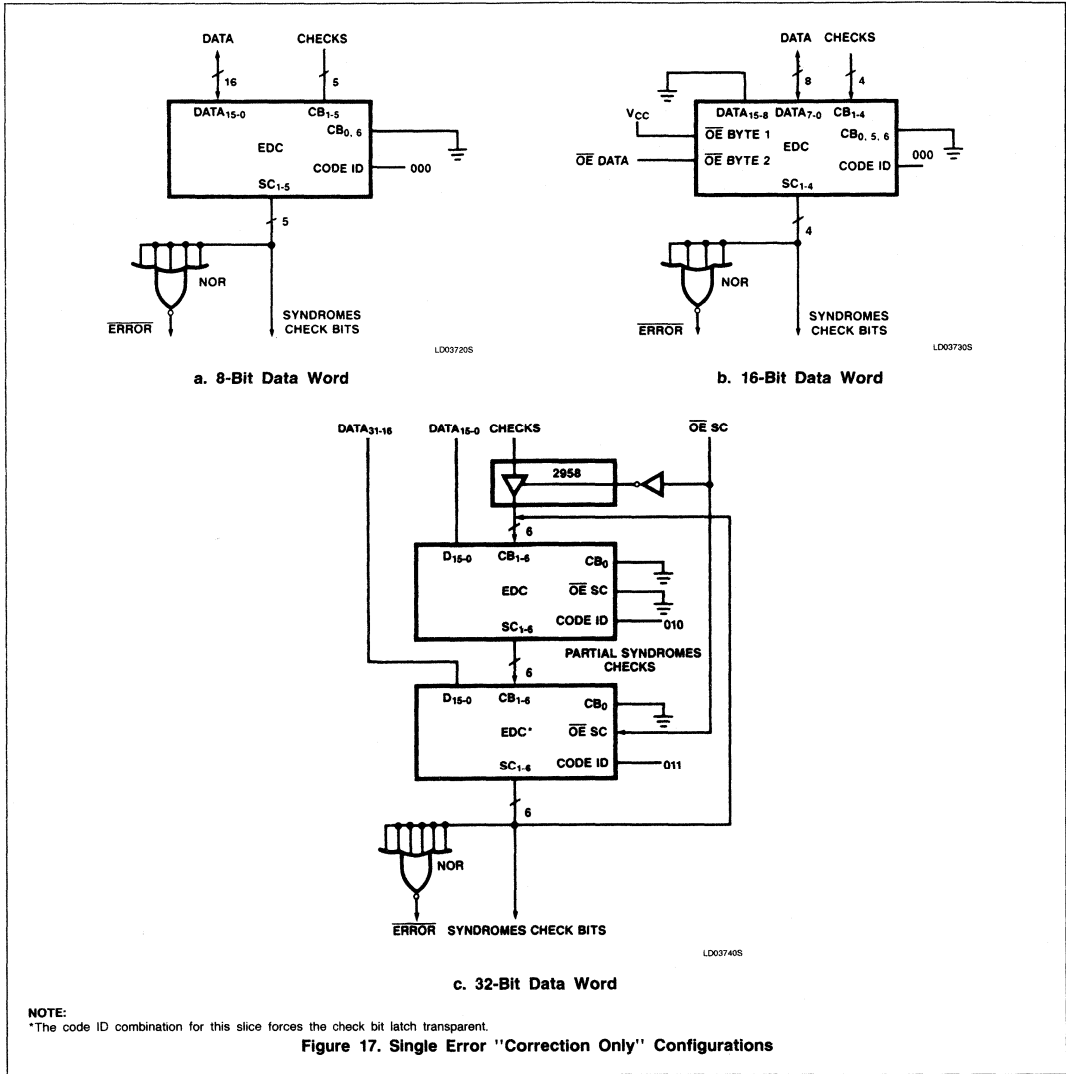 DATA CHECKS
16 5
DATA15-0 CB1-5
CB0, 6
EDC
CODE ID 000
SC1-5
5
NOR
ERROR
SYNDROMES
CHECK BITS
LD03720S
a. 8-Bit Data Word
DATA CHECKS
8 4
DATA15-8 DATA7-0 CB1-4
VCC
OE BYTE 1
CB0, 5, 6
EDC
000
OE DATA
OE BYTE 2
CODE ID
SC1-4
4
NOR
ERROR
SYNDROMES
CHECK BITS
LD03730S
b. 16-Bit Data Word
DATA31-16 DATA15-0 CHECKS OE SC
2958
6
D15-0 CB1-6
CB0
EDC OE SC
SC1-6 CODE ID 010
PARTIAL SYNDROMES
CHECKS
6
D15-0 CB1-6
CB0
EDC* OE SC
SC1-6 CODE ID 011
6
NOR
ERROR SYNDROMES CHECK BITS
LD03740S
c. 32-Bit Data Word
NOTE:
*The code ID combination for this slice forces the check bit latch transparent.
Figure 17. Single Error "Correction Only" Configurations